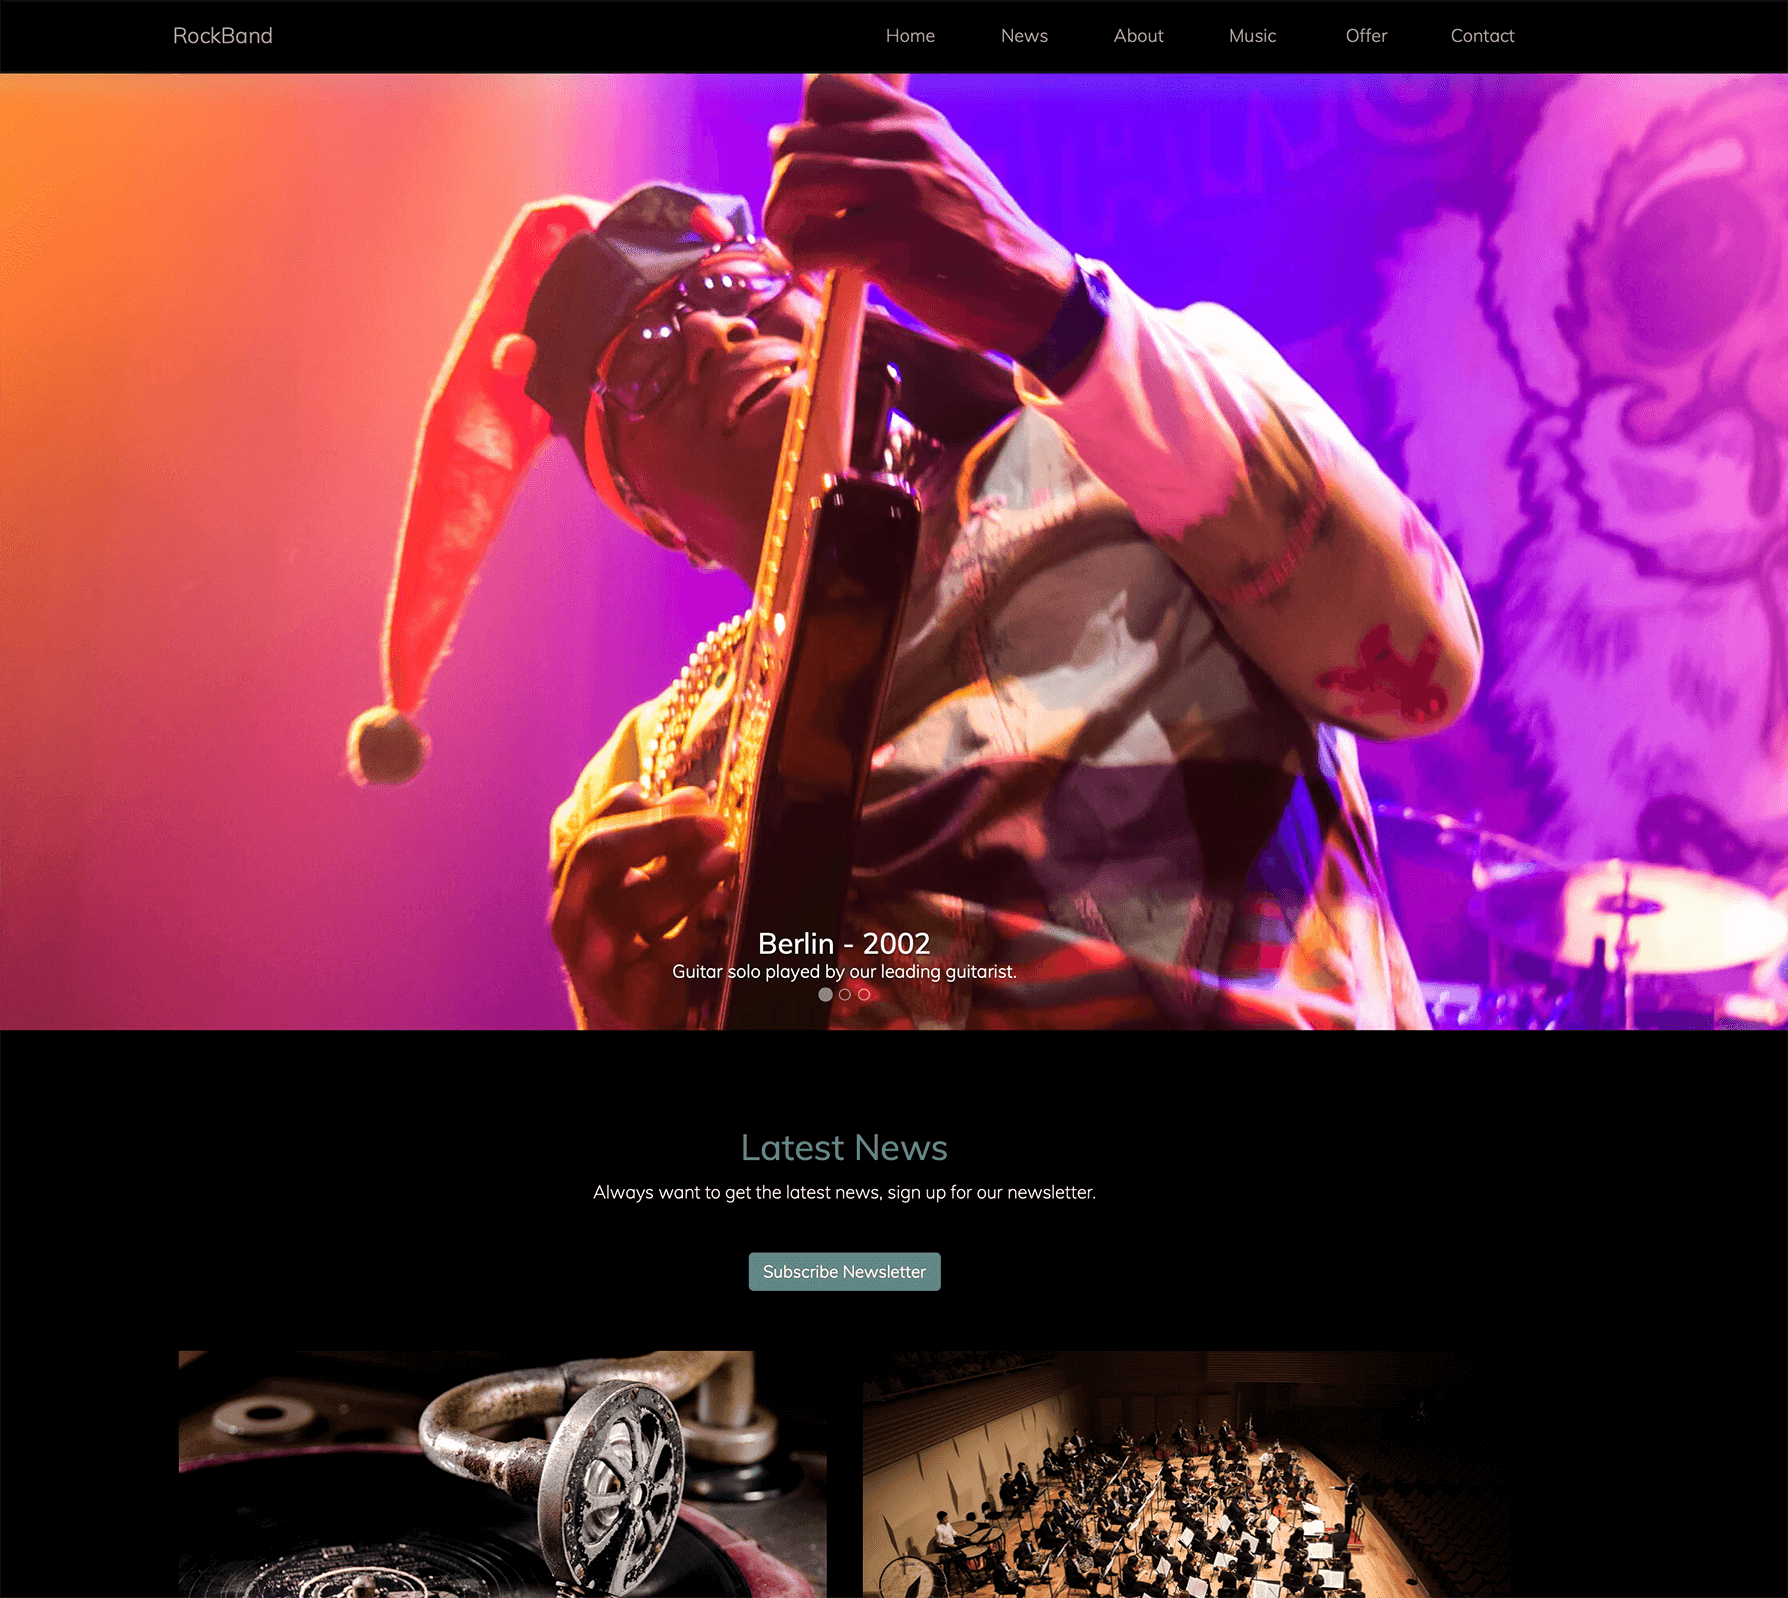 RockBand
Home News About Music Offer Contact
Berlin - 2002
Guitar solo played by our leading guitarist.
Latest News
Always want to get the latest news, sign up for our newsletter.
Subscribe Newsletter